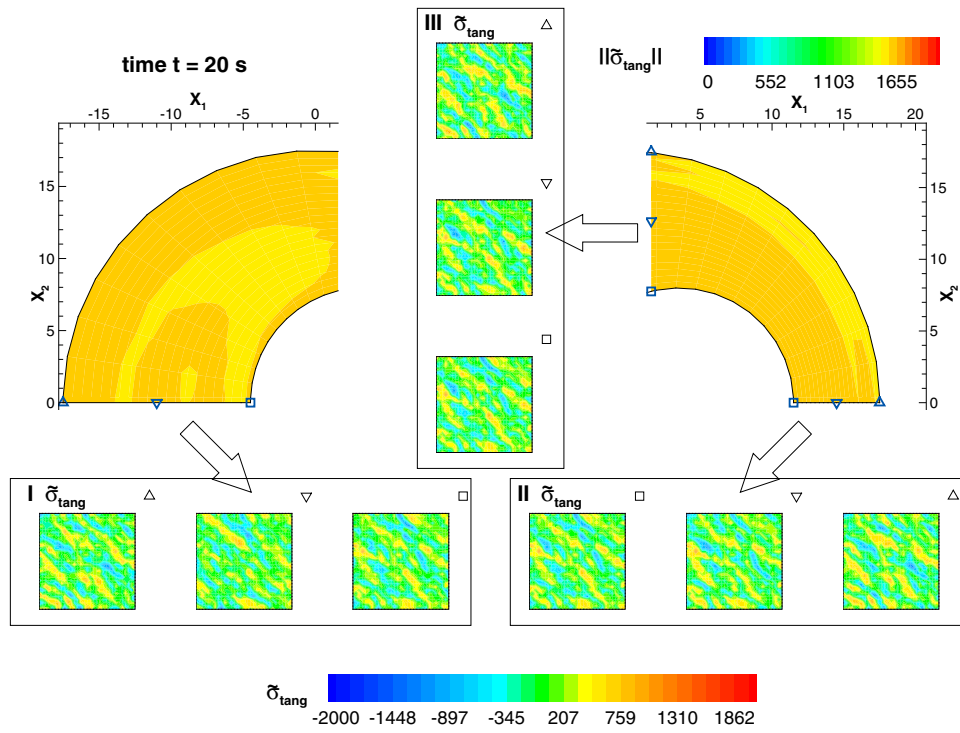 III σ̃tang
time t = 20 s
||σ̃tang||
0 552 1103 1655
X1
-15 -10 -5 0
X1
5 10 15 20
15
10
5
0
X2
15
10
5
0
X2
I σ̃tang
II σ̃tang
σ̃tang
-2000 -1448 -897 -345 207 759 1310 1862